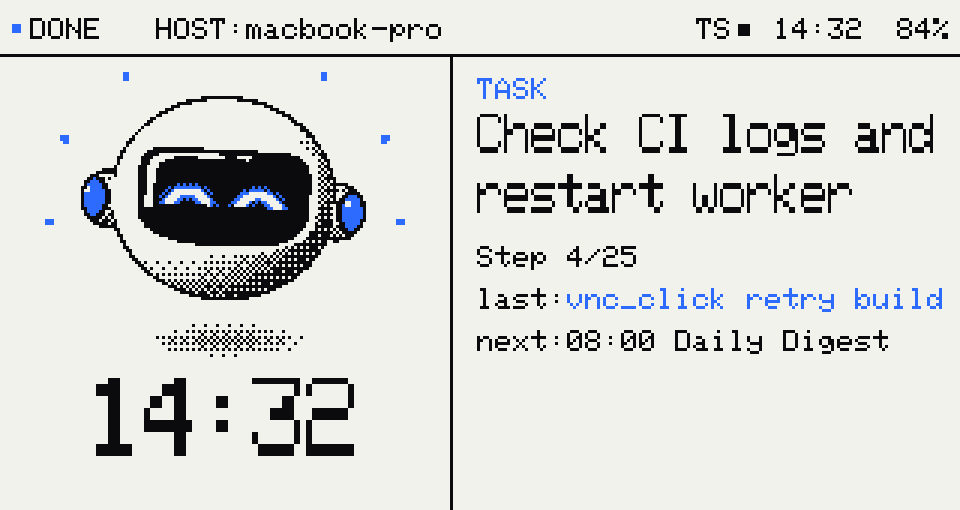 DONE HOST:macbook-pro TS 14:32 84%
TASK
Check CI logs and
restart worker
Step 4/25
last:vnc_click retry build
next:08:00 Daily Digest
14:32